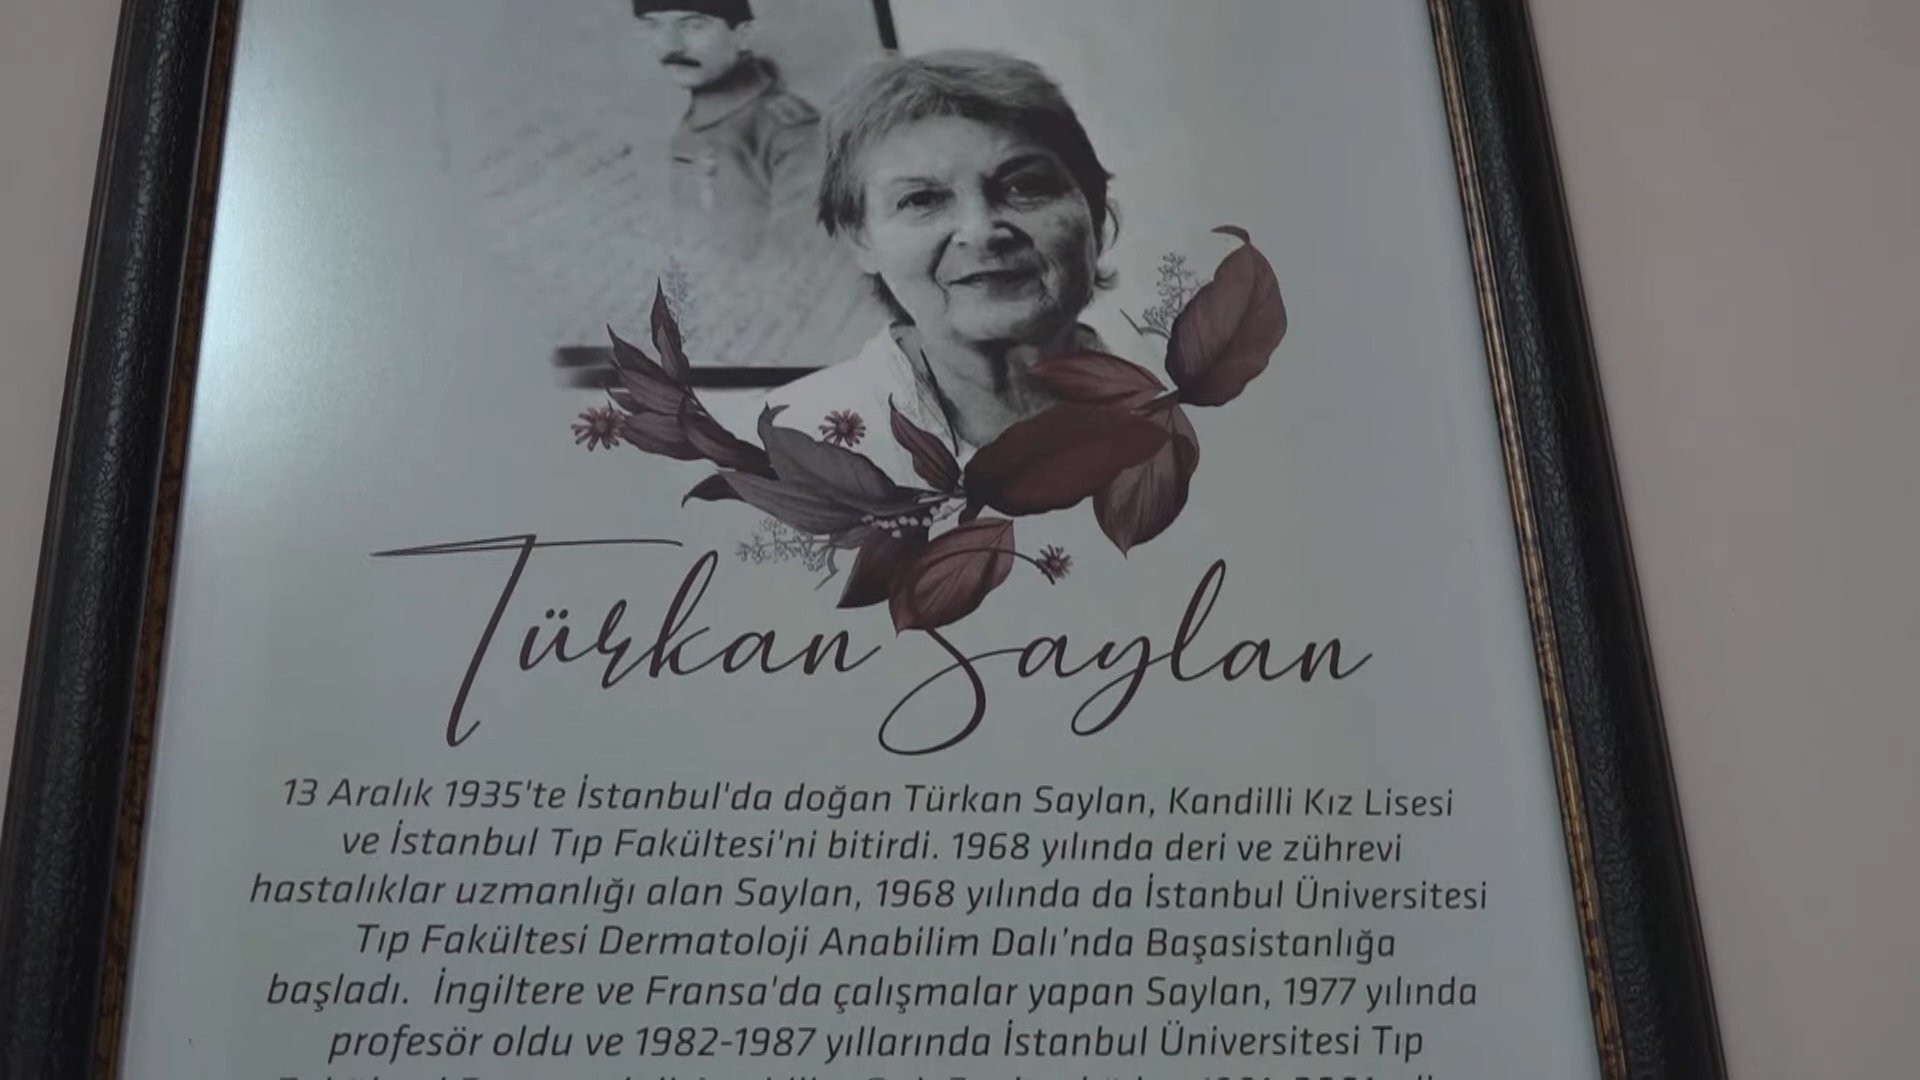 Türkan Saylan
13 Aralık 1935'te İstanbul'da doğan Türkan Saylan, Kandilli Kız Lisesi
ve İstanbul Tıp Fakültesi'ni bitirdi. 1968 yılında deri ve zührevi
hastalıklar uzmanlığı alan Saylan, 1968 yılında da İstanbul Üniversitesi
Tıp Fakültesi Dermatoloji Anabilim Dalı'nda Başasistanlığa
başladı. İngiltere ve Fransa'da çalışmalar yapan Saylan, 1977 yılında
profesör oldu ve 1982-1987 yıllarında İstanbul Üniversitesi Tıp